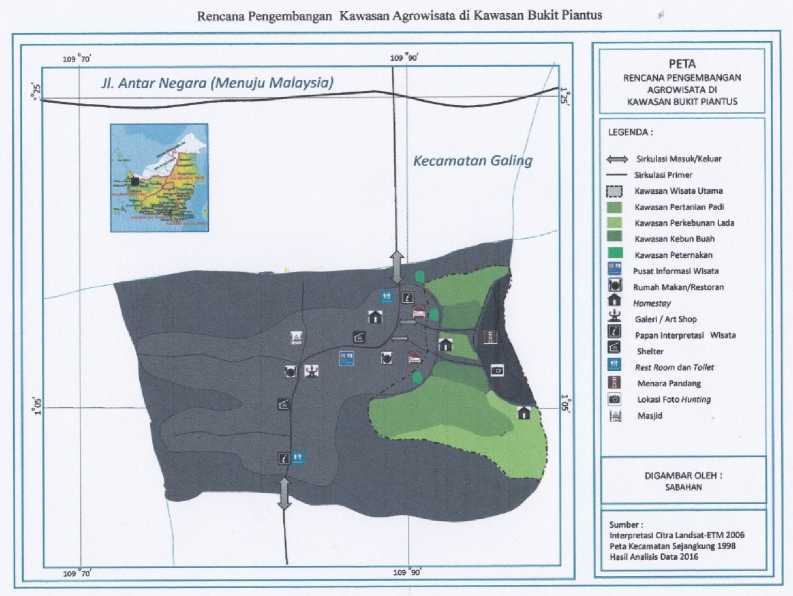 Rencana Pengembangan Kawasan Agrowisata di Kawasan Bukit Piantus
109 °70'
109 °90'
Jl. Antar Negara (Menuju Malaysia)
1°25'
1°25'
Kecamatan Galing
1°05'
1°05'
109 °70'
109 °90'
PETA
RENCANA PENGEMBANGAN
AGROWISATA DI
KAWASAN BUKIT PIANTUS
LEGENDA :
Sirkulasi Masuk/Keluar
Sirkulasi Primer
Kawasan Wisata Utama
Kawasan Pertanian Padi
Kawasan Perkebunan Lada
Kawasan Kebun Buah
Kawasan Peternakan
Pusat Informasi Wisata
Rumah Makan/Restoran
Homestay
Galeri / Art Shop
Papan Interpretasi Wisata
Shelter
Rest Room dan Toilet
Menara Pandang
Lokasi Foto Hunting
Masjid
DIGAMBAR OLEH :
SABAHAN
Sumber :
Interpretasi Citra Landsat-ETM 2006
Peta Kecamatan Sejangkung 1998
Hasil Analisis Data 2016